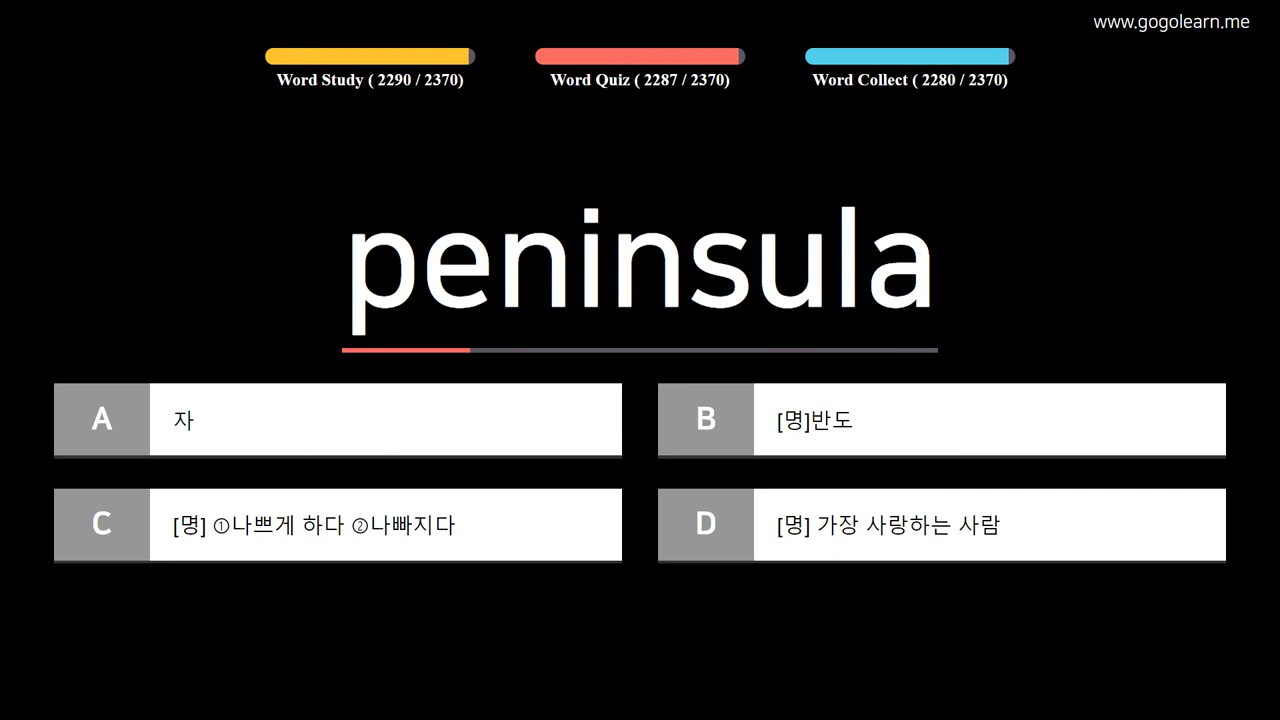 www.gogolearn.me
Word Study ( 2290 / 2370)
Word Quiz ( 2287 / 2370)
Word Collect ( 2280 / 2370)
peninsula
A 자
B [명]반도
C [명] ①나쁘게 하다 ②나빠지다
D [명] 가장 사랑하는 사람